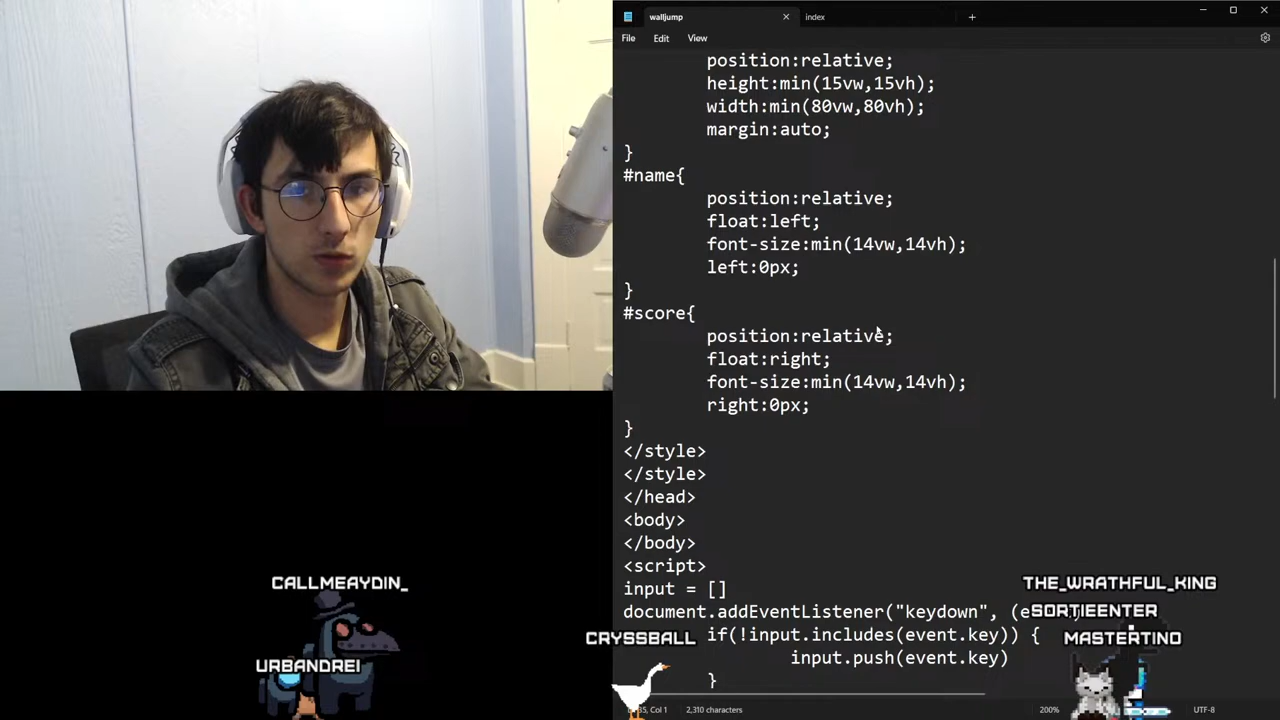 walljump
index
File
Edit
View
position:relative;
height:min(15vw,15vh);
width:min(80vw,80vh);
margin:auto;
}
#name{
position:relative;
float:left;
font-size:min(14vw,14vh);
left:0px;
}
#score{
position:relative;
float:right;
font-size:min(14vw,14vh);
right:0px;
}
</style>
</style>
</head>
<body>
</body>
<script>
input = []
document.addEventListener("keydown", (e
if(!input.includes(event.key)) {
input.push(event.key)
}
CALLMEAYDIN_
URBANDREI
CRYSSBALL
THE_WRATHFUL_KING
SORTIEENTER
MASTERTINO
35, Col 1
2,310 characters
200%
UTF-8